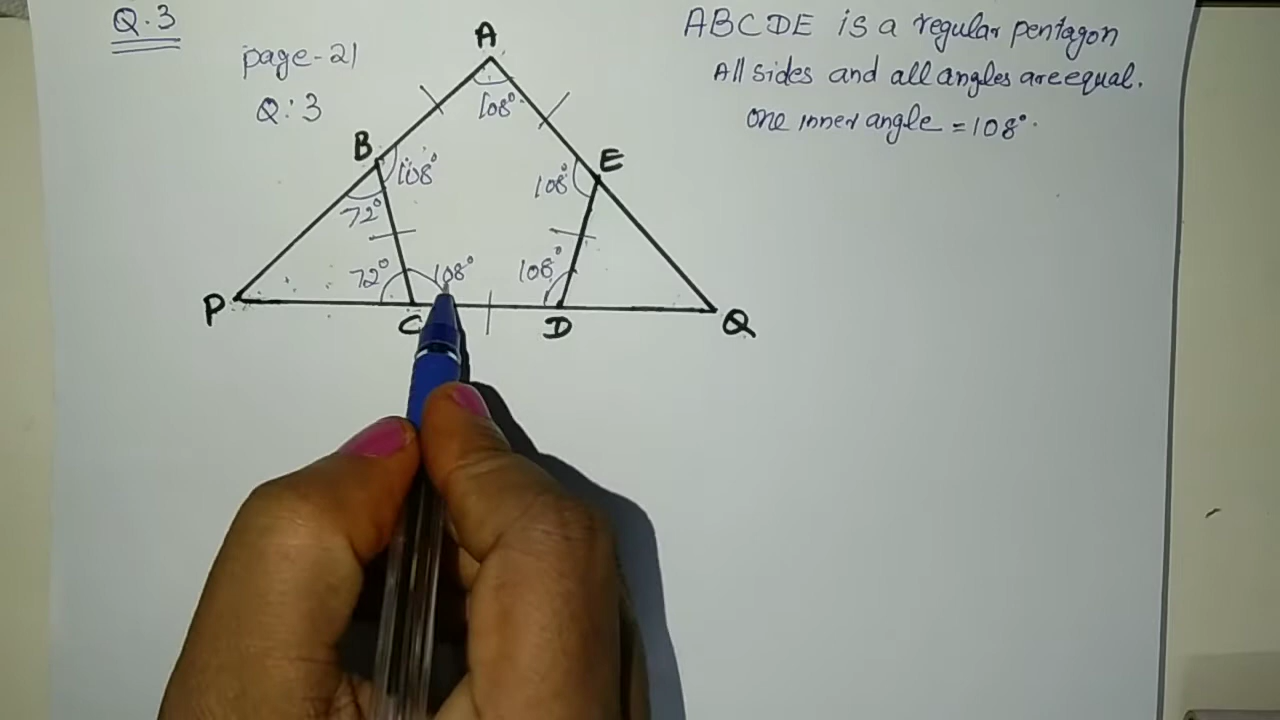 Q.3
page-21
Q:3
ABCDE is a regular pentagon
All sides and all angles are equal.
one inner angle = 108°.
A
108°
B
108°
E
108°
72°
72°
108°
108°
P
C
D
Q